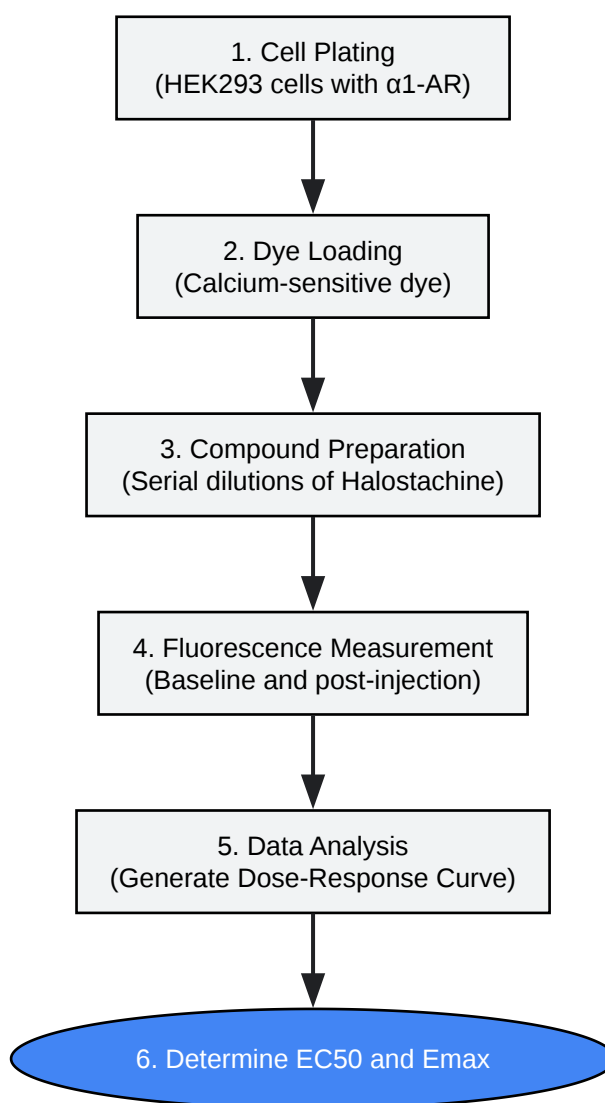 1. Cell Plating
(HEK293 cells with α1-AR)
2. Dye Loading
(Calcium-sensitive dye)
3. Compound Preparation
(Serial dilutions of Halostachine)
4. Fluorescence Measurement
(Baseline and post-injection)
5. Data Analysis
(Generate Dose-Response Curve)
6. Determine EC50 and Emax